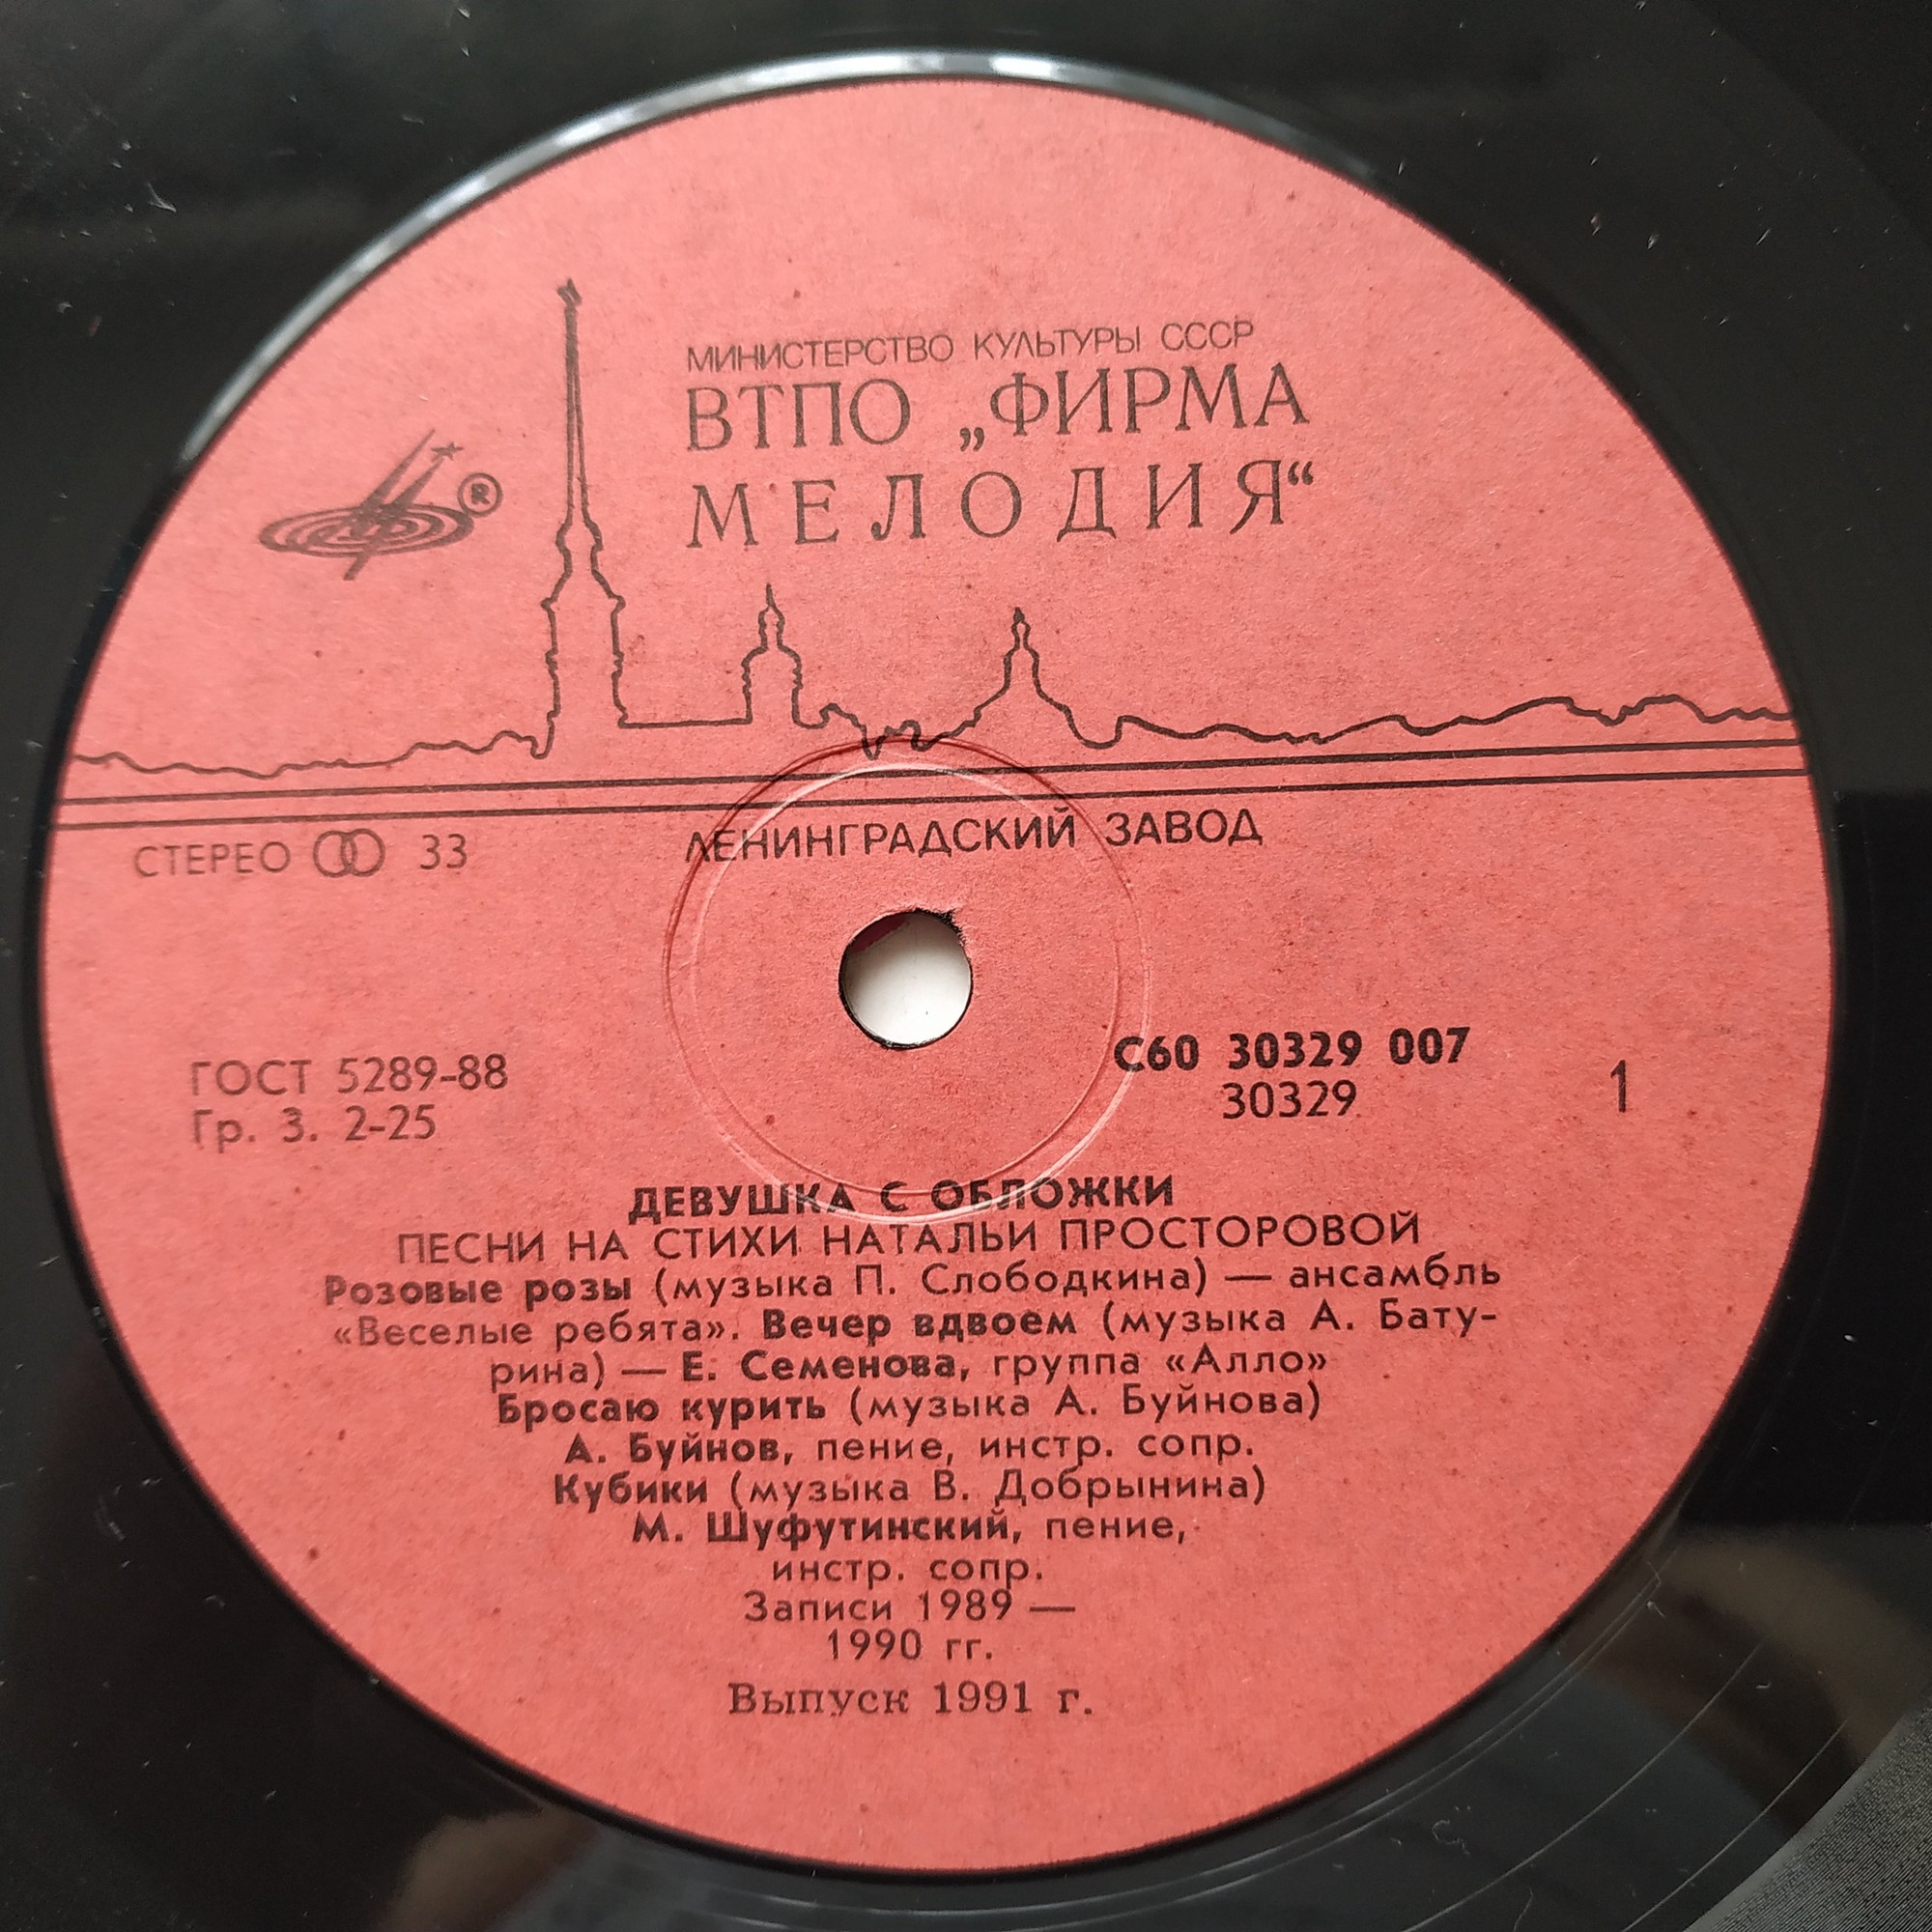 МИНИСТЕРСТВО КУЛЬТУРЫ СССР
ВТПО „ФИРМА
МЕЛОДИЯ“
®
СТЕРЕО 33
ЛЕНИНГРАДСКИЙ ЗАВОД
ГОСТ 5289-88
Гр. 3. 2-25
С60 30329 007
30329
1
ДЕВУШКА С ОБЛОЖКИ
ПЕСНИ НА СТИХИ НАТАЛЬИ ПРОСТОРОВОЙ
Розовые розы (музыка П. Слободкина) — ансамбль
«Веселые ребята». Вечер вдвоем (музыка А. Бату-
рина) — Е. Семенова, группа «Алло»
Бросаю курить (музыка А. Буйнова)
А. Буйнов, пение, инстр. сопр.
Кубики (музыка В. Добрынина)
М. Шуфутинский, пение,
инстр. сопр.
Записи 1989 —
1990 гг.
Выпуск 1991 г.